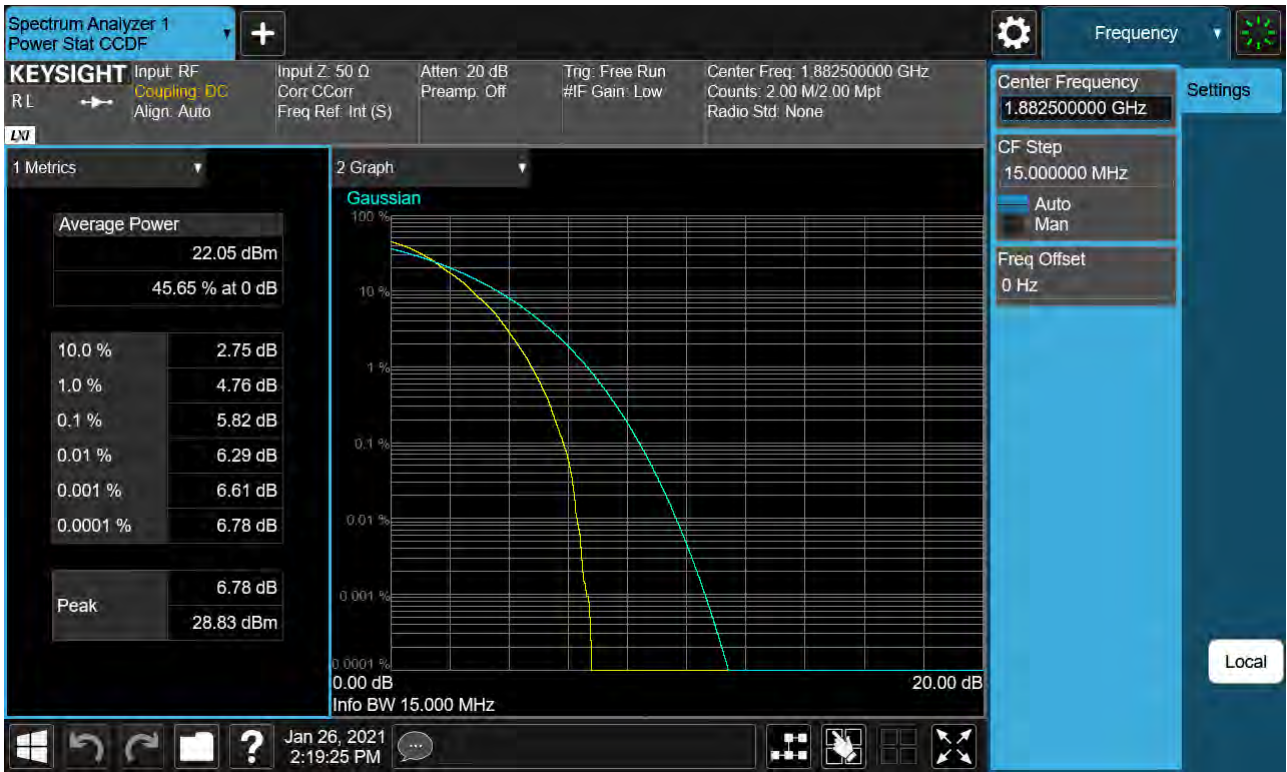 Spectrum Analyzer 1
Power Stat CCDF
Frequency
KEYSIGHT
RL
LXI
Input: RF
Coupling: DC
Align: Auto
Input Z: 50 Ω
Corr CCorr
Freq Ref: Int (S)
Atten: 20 dB
Preamp: Off
Trig: Free Run
#IF Gain: Low
Center Freq: 1.882500000 GHz
Counts: 2.00 M/2.00 Mpt
Radio Std: None
Center Frequency
1.882500000 GHz
Settings
CF Step
15.000000 MHz
Auto
Man
Freq Offset
0 Hz
Local
1 Metrics
Average Power
22.05 dBm
45.65 % at 0 dB
10.0 % 2.75 dB
1.0 % 4.76 dB
0.1 % 5.82 dB
0.01 % 6.29 dB
0.001 % 6.61 dB
0.0001 % 6.78 dB
Peak 6.78 dB
28.83 dBm
2 Graph
Gaussian
100 %
10 %
1 %
0.1 %
0.01 %
0.001 %
0.0001 %
0.00 dB 20.00 dB
Info BW 15.000 MHz
Jan 26, 2021
2:19:25 PM